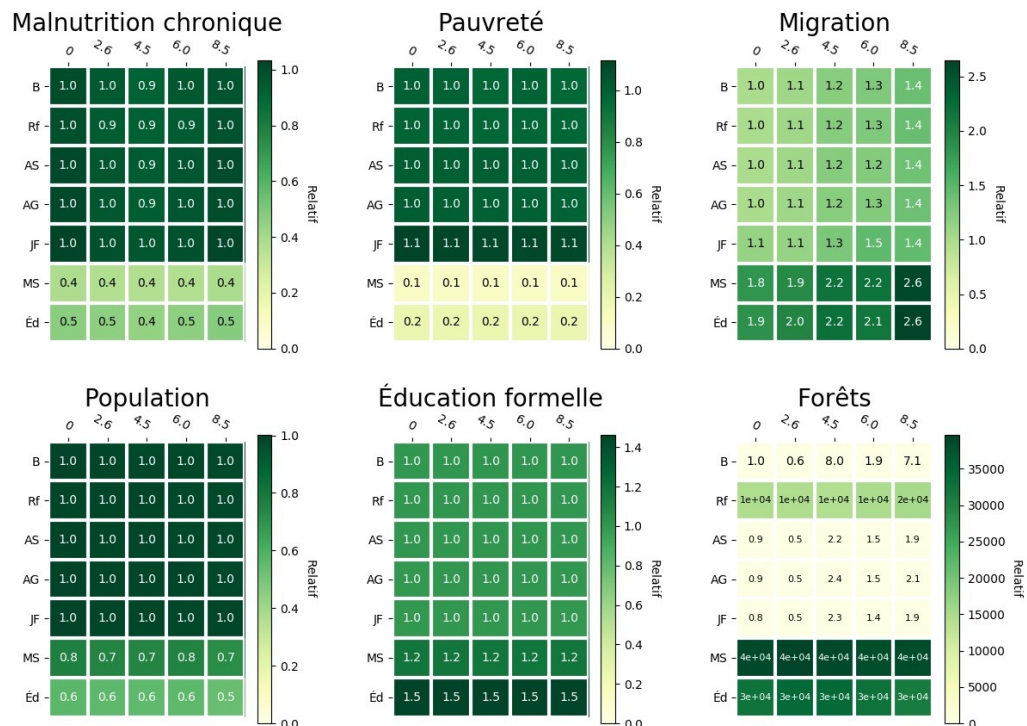 Malnutrition chronique
0 2.6 4.5 6.0 8.5
B 1.0 1.0 0.9 1.0 1.0
Rf 1.0 0.9 0.9 0.9 1.0
AS 1.0 1.0 0.9 1.0 1.0
AG 1.0 1.0 0.9 1.0 1.0
JF 1.0 1.0 1.0 1.0 1.0
MS 0.4 0.4 0.4 0.4 0.4
Éd 0.5 0.5 0.4 0.5 0.5
1.0
0.8
0.6
0.4
0.2
0.0
Relatif
Pauvreté
0 2.6 4.5 6.0 8.5
B 1.0 1.0 1.0 1.0 1.0
Rf 1.0 1.0 1.0 1.0 1.0
AS 1.0 1.0 1.0 1.0 1.0
AG 1.0 1.0 1.0 1.0 1.0
JF 1.1 1.1 1.1 1.1 1.1
MS 0.1 0.1 0.1 0.1 0.1
Éd 0.2 0.2 0.2 0.2 0.2
1.0
0.8
0.6
0.4
0.2
0.0
Relatif
Migration
0 2.6 4.5 6.0 8.5
B 1.0 1.1 1.2 1.3 1.4
Rf 1.0 1.1 1.2 1.3 1.4
AS 1.0 1.1 1.2 1.2 1.4
AG 1.0 1.1 1.2 1.3 1.4
JF 1.1 1.1 1.3 1.5 1.4
MS 1.8 1.9 2.2 2.2 2.6
Éd 1.9 2.0 2.2 2.1 2.6
2.5
2.0
1.5
1.0
0.5
0.0
Relatif
Population
0 2.6 4.5 6.0 8.5
B 1.0 1.0 1.0 1.0 1.0
Rf 1.0 1.0 1.0 1.0 1.0
AS 1.0 1.0 1.0 1.0 1.0
AG 1.0 1.0 1.0 1.0 1.0
JF 1.0 1.0 1.0 1.0 1.0
MS 0.8 0.7 0.7 0.8 0.7
Éd 0.6 0.6 0.6 0.6 0.5
1.0
0.8
0.6
0.4
0.2
0.0
Relatif
Éducation formelle
0 2.6 4.5 6.0 8.5
B 1.0 1.0 1.0 1.0 1.0
Rf 1.0 1.0 1.0 1.0 1.0
AS 1.0 1.0 1.0 1.0 1.0
AG 1.0 1.0 1.0 1.0 1.0
JF 1.0 1.0 1.0 1.0 1.0
MS 1.2 1.2 1.2 1.2 1.2
Éd 1.5 1.5 1.5 1.5 1.5
1.4
1.2
1.0
0.8
0.6
0.4
0.2
0.0
Relatif
Forêts
0 2.6 4.5 6.0 8.5
B 1.0 0.6 8.0 1.9 7.1
Rf 1e+04 1e+04 1e+04 1e+04 2e+04
AS 0.9 0.5 2.2 1.5 1.9
AG 0.9 0.5 2.4 1.5 2.1
JF 0.8 0.5 2.3 1.4 1.9
MS 4e+04 4e+04 4e+04 4e+04 4e+04
Éd 3e+04 3e+04 3e+04 3e+04 3e+04
35000
30000
25000
20000
15000
10000
5000
0
Relatif